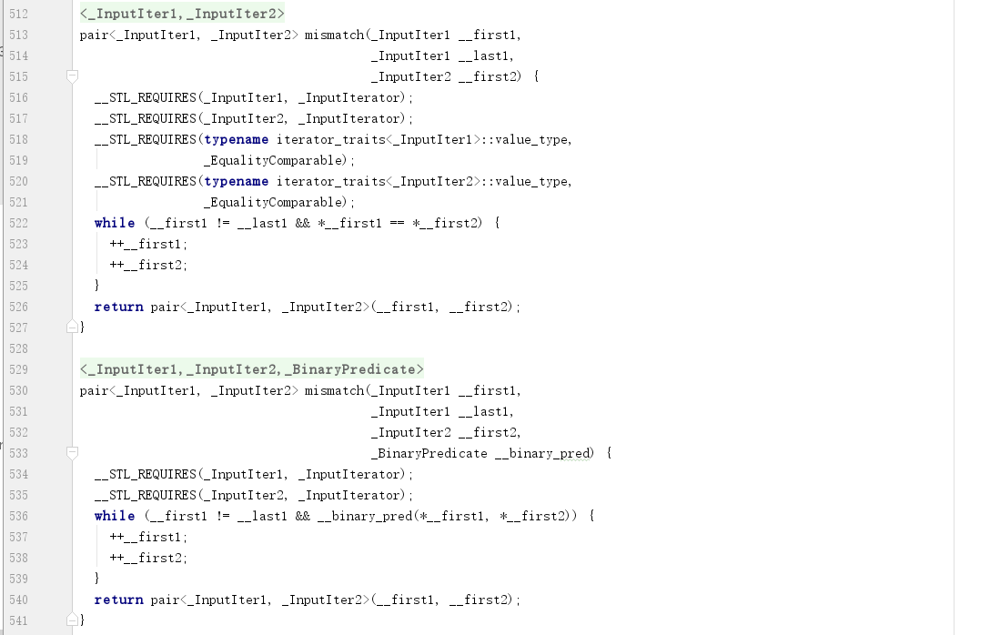 512 <_InputIter1,_InputIter2>
513 pair<_InputIter1, _InputIter2> mismatch(_InputIter1 __first1,
514 _InputIter1 __last1,
515 _InputIter2 __first2) {
516 __STL_REQUIRES(_InputIter1, _InputIterator);
517 __STL_REQUIRES(_InputIter2, _InputIterator);
518 __STL_REQUIRES(typename iterator_traits<_InputIter1>::value_type,
519 _EqualityComparable);
520 __STL_REQUIRES(typename iterator_traits<_InputIter2>::value_type,
521 _EqualityComparable);
522 while (__first1 != __last1 && *__first1 == *__first2) {
523 ++__first1;
524 ++__first2;
525 }
526 return pair<_InputIter1, _InputIter2>(__first1, __first2);
527 }
528
529 <_InputIter1,_InputIter2,_BinaryPredicate>
530 pair<_InputIter1, _InputIter2> mismatch(_InputIter1 __first1,
531 _InputIter1 __last1,
532 _InputIter2 __first2,
533 _BinaryPredicate __binary_pred) {
534 __STL_REQUIRES(_InputIter1, _InputIterator);
535 __STL_REQUIRES(_InputIter2, _InputIterator);
536 while (__first1 != __last1 && __binary_pred(*__first1, *__first2)) {
537 ++__first1;
538 ++__first2;
539 }
540 return pair<_InputIter1, _InputIter2>(__first1, __first2);
541 }